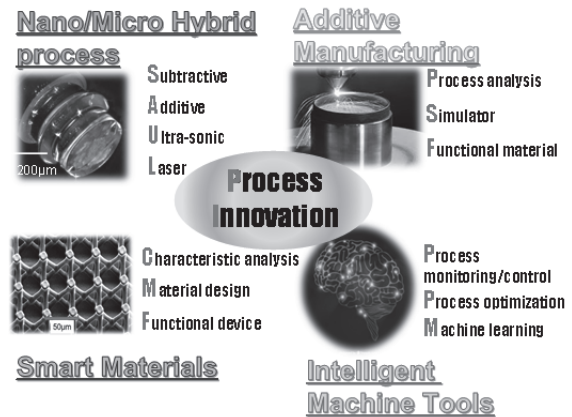 Nano/Micro Hybrid
process
Subtractive
Additive
Ultra-sonic
Laser
200μm
Additive
Manufacturing
Process analysis
Simulator
Functional material
Process
Innovation
Characteristic analysis
Material design
Functional device
50μm
Smart Materials
Process
monitoring/control
Process optimization
Machine learning
Intelligent
Machine Tools